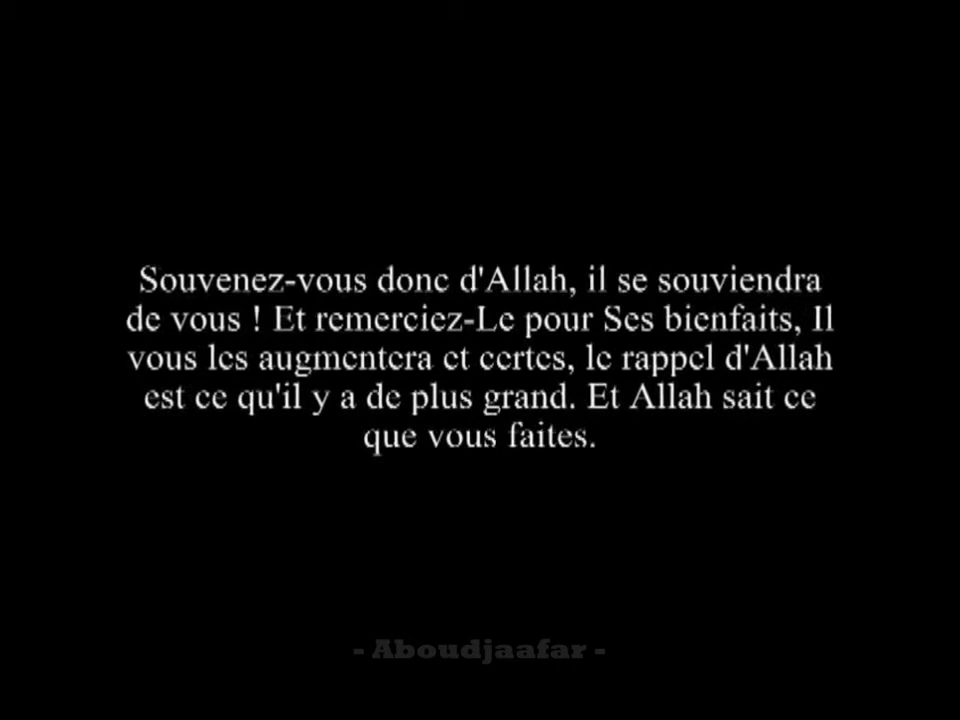 Souvenez-vous donc d'Allah, il se souviendra
de vous ! Et remerciez-Le pour Ses bienfaits, Il
vous les augmentera et certes, le rappel d'Allah
est ce qu'il y a de plus grand. Et Allah sait ce
que vous faites.
- Aboudjaafar -